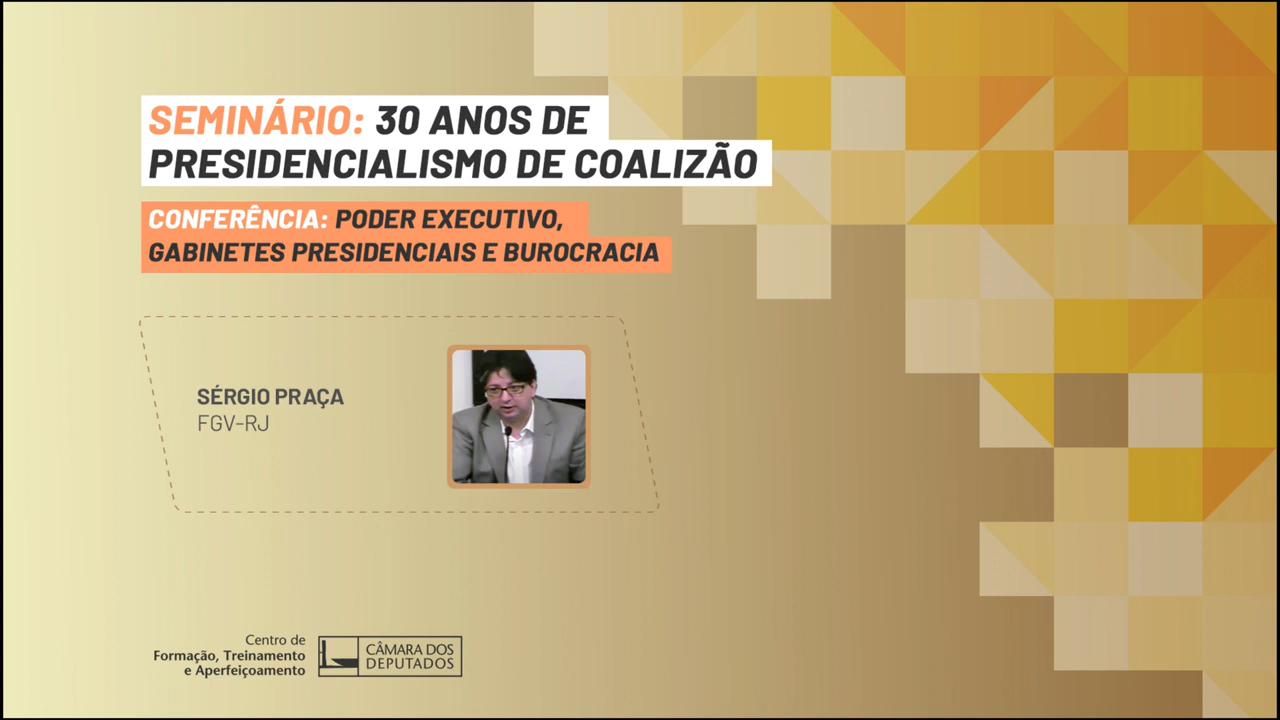 SEMINÁRIO: 30 ANOS DE
PRESIDENCIALISMO DE COALIZÃO
CONFERÊNCIA: PODER EXECUTIVO,
GABINETES PRESIDENCIAIS E BUROCRACIA
SÉRGIO PRAÇA
FGV-RJ
Centro de
Formação, Treinamento
e Aperfeiçoamento
CÂMARA DOS
DEPUTADOS